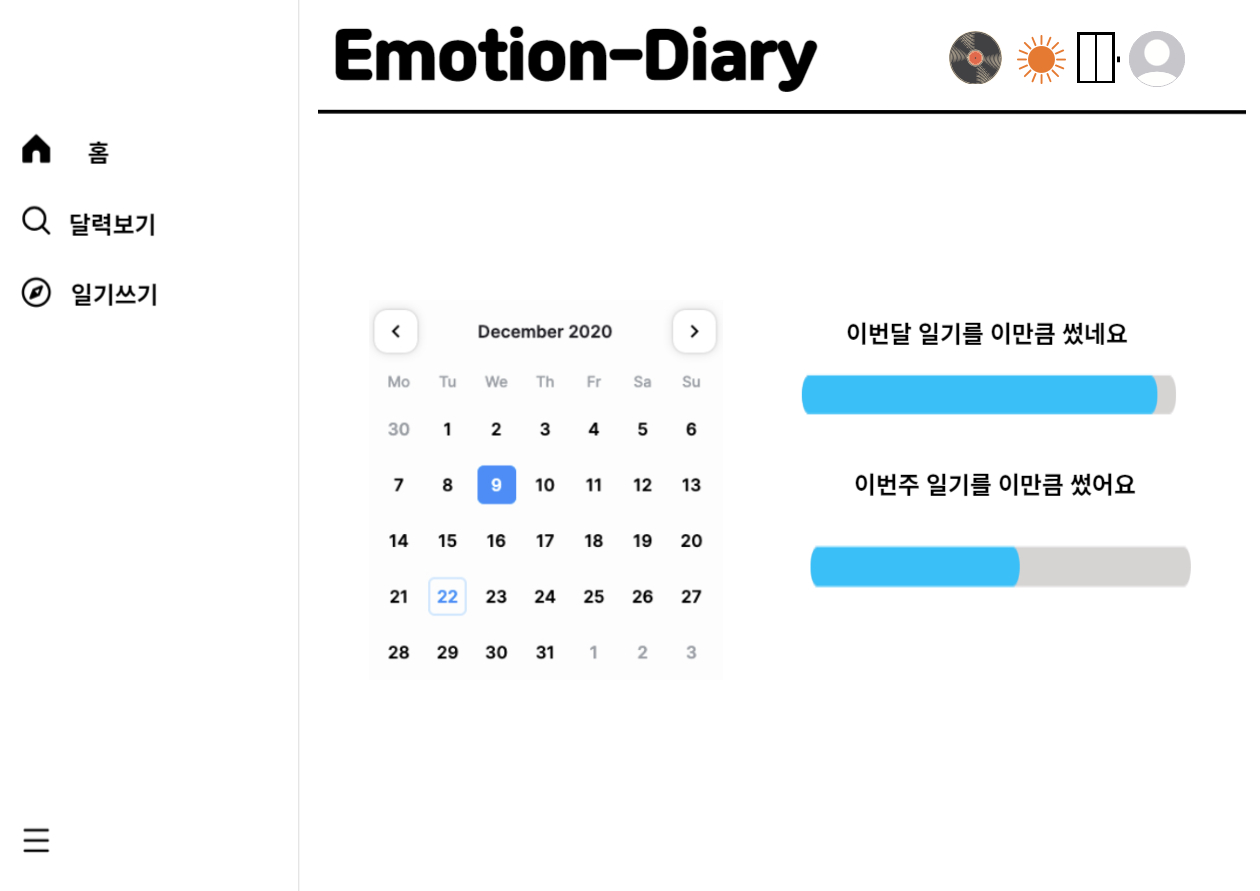 Emotion-Diary
홈
달력보기
일기쓰기
December 2020
Mo Tu We Th Fr Sa Su
30 1 2 3 4 5 6
7 8 9 10 11 12 13
14 15 16 17 18 19 20
21 22 23 24 25 26 27
28 29 30 31 1 2 3
이번달 일기를 이만큼 썼네요
이번주 일기를 이만큼 썼어요